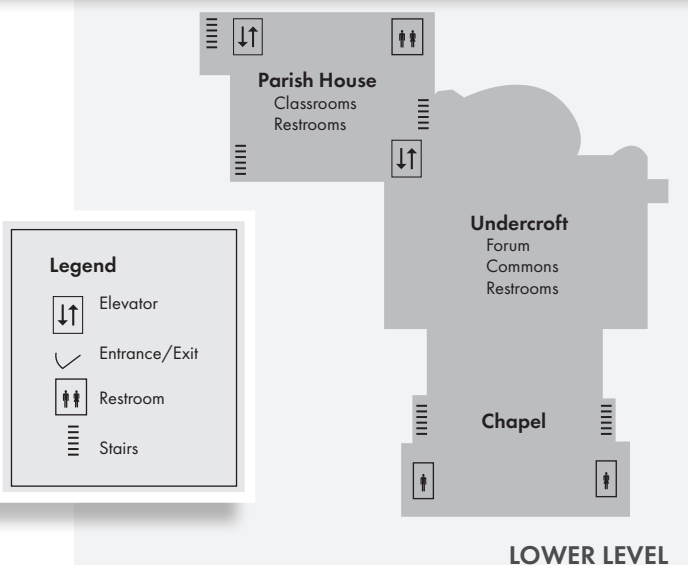 Parish House
Classrooms
Restrooms
Undercroft
Forum
Commons
Restrooms
Legend
Elevator
Entrance/Exit
Restroom
Stairs
Chapel
LOWER LEVEL